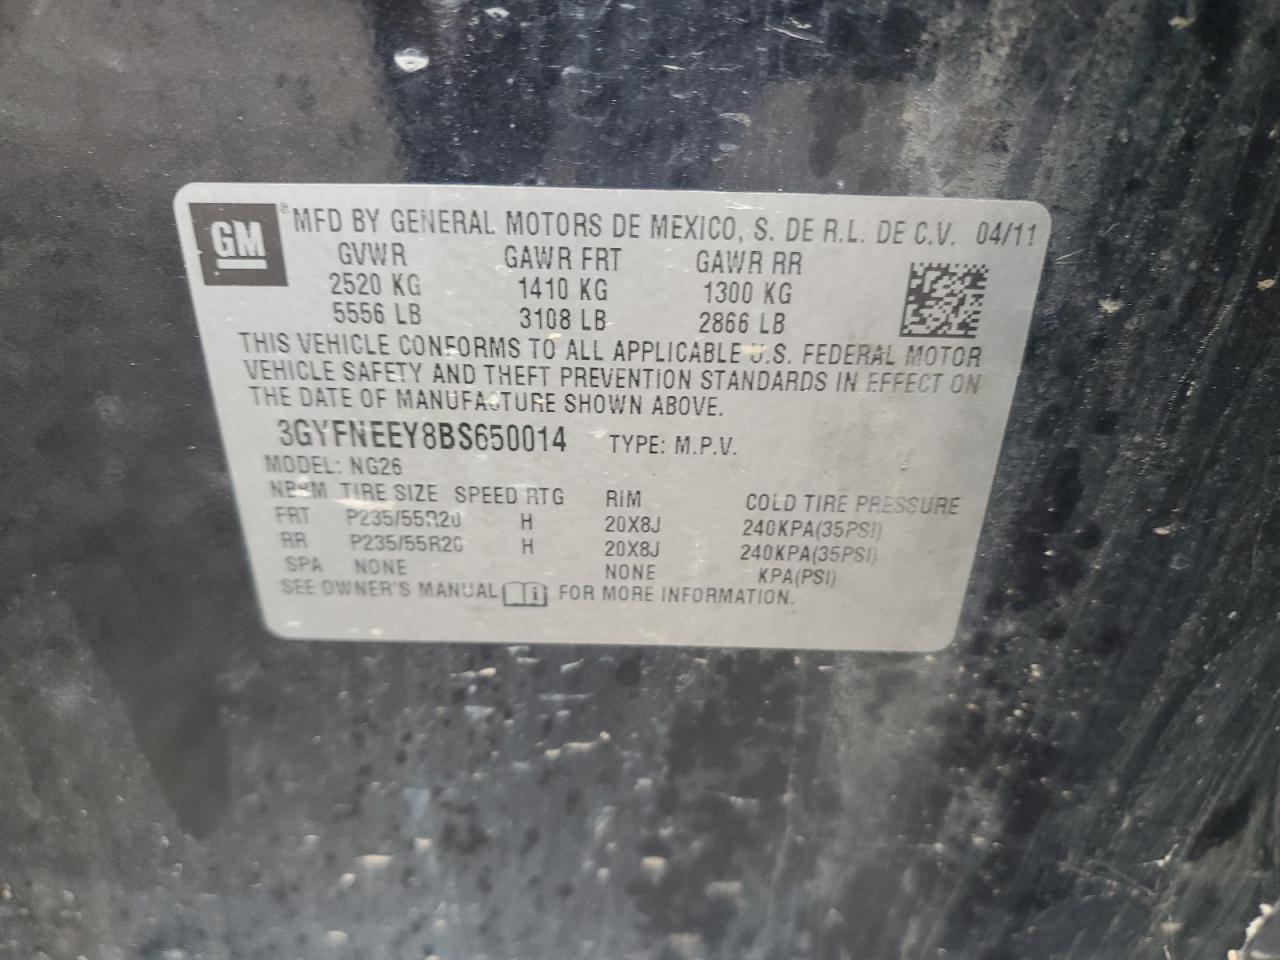 GM ® MFD BY GENERAL MOTORS DE MEXICO, S. DE R.L. DE C.V. 04/11
GVWR GAWR FRT GAWR RR
2520 KG 1410 KG 1300 KG
5556 LB 3108 LB 2866 LB
THIS VEHICLE CONFORMS TO ALL APPLICABLE U.S. FEDERAL MOTOR
VEHICLE SAFETY AND THEFT PREVENTION STANDARDS IN EFFECT ON
THE DATE OF MANUFACTURE SHOWN ABOVE.
3GYFNEEY8BS650014 TYPE: M.P.V.
MODEL: NG26
TIRE SIZE SPEED RTG RIM COLD TIRE PRESSURE
FRT P235/55R20 H 20X8J 240KPA(35PSI)
RR P235/55R20 H 20X8J 240KPA(35PSI)
SPA NONE NONE KPA(PSI)
SEE OWNER'S MANUAL FOR MORE INFORMATION.